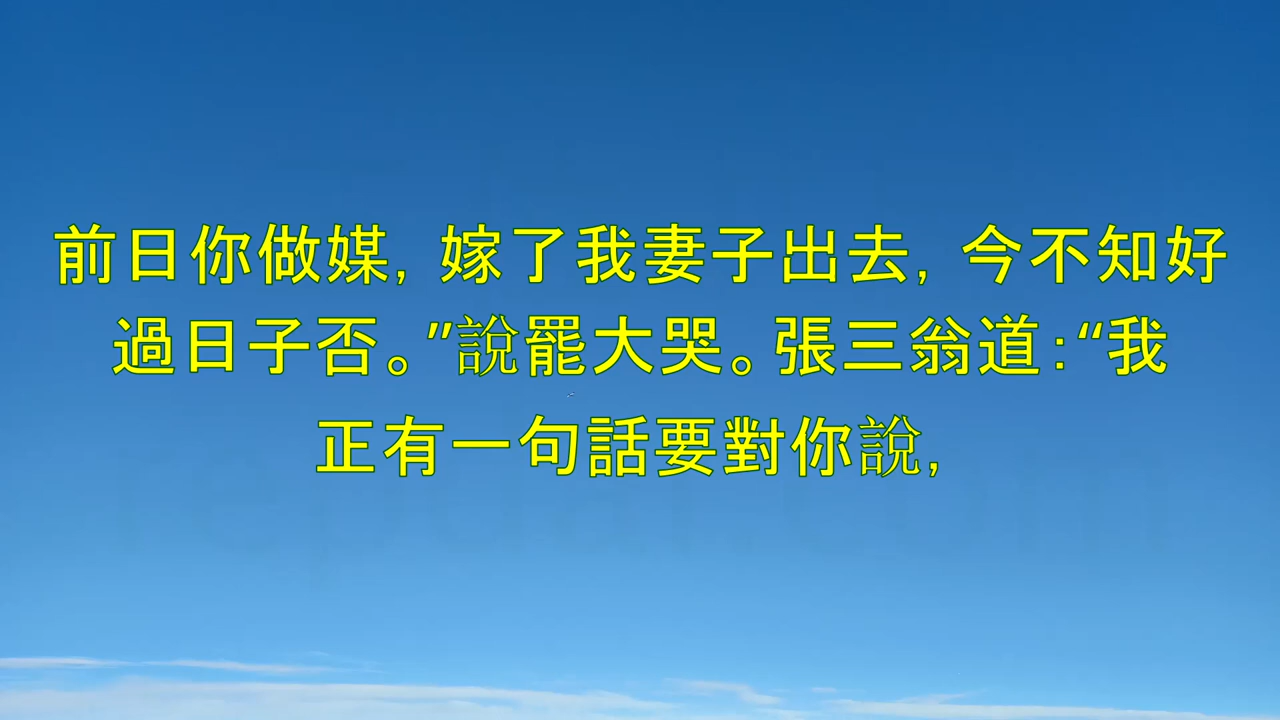 前日你做媒, 嫁了我妻子出去, 今不知好
過日子否。"說罷大哭。張三翁道:“我
正有一句話要對你說,